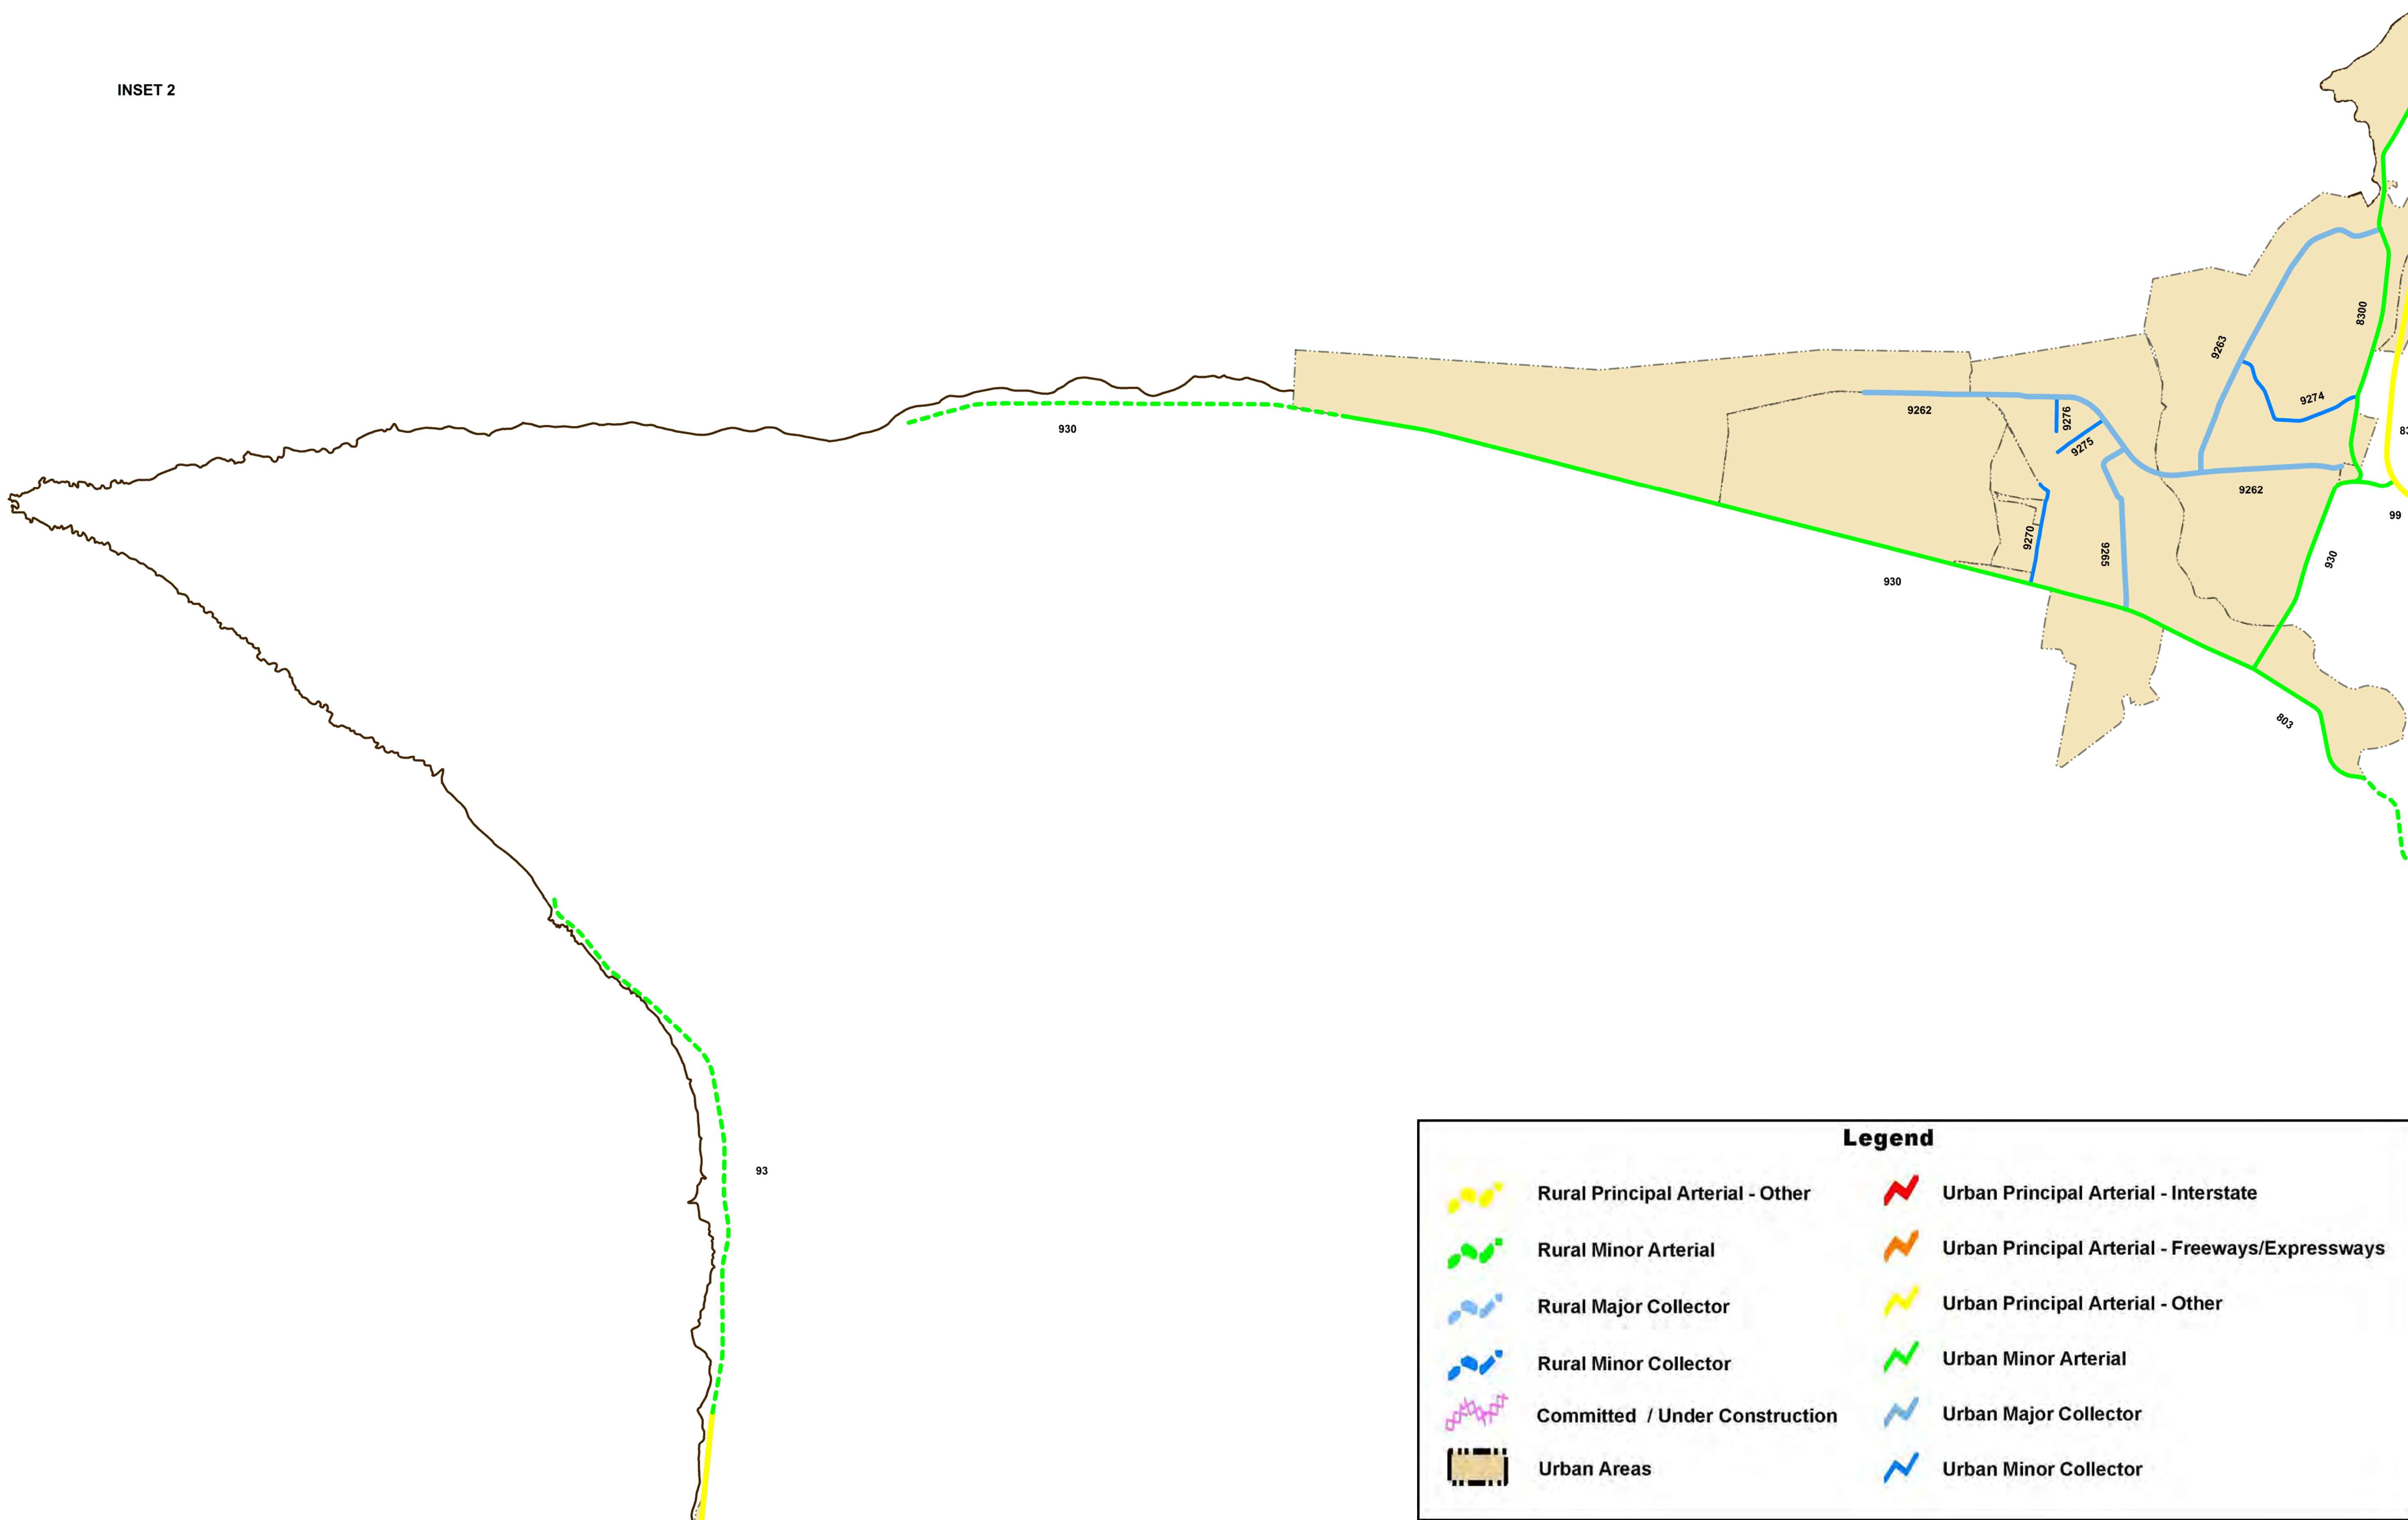 INSET 2
8300
9263
9274
9262
9276
83
930
9275
9262
99
9270
9265
930
930
803
93
Legend
Rural Principal Arterial - Other
Urban Principal Arterial - Interstate
Rural Minor Arterial
Urban Principal Arterial - Freeways/Expressways
Rural Major Collector
Urban Principal Arterial - Other
Rural Minor Collector
Urban Minor Arterial
Committed / Under Construction
Urban Major Collector
Urban Areas
Urban Minor Collector